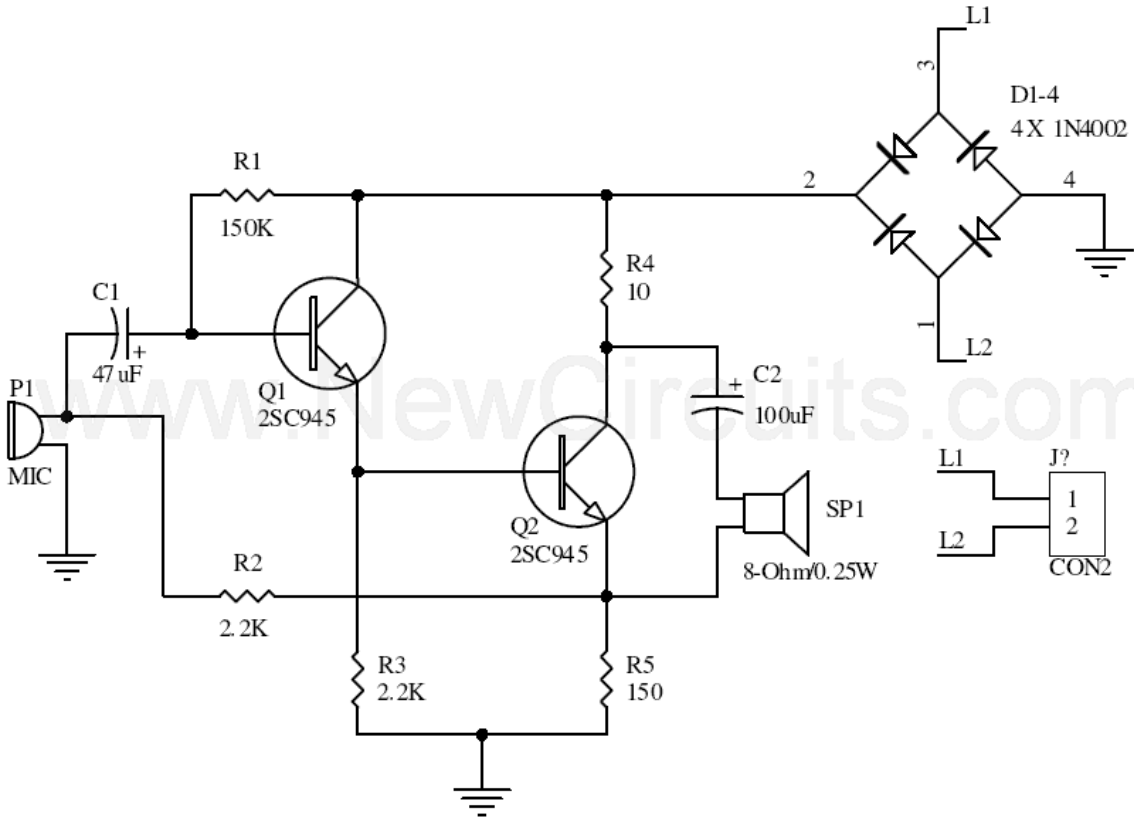 L1
3
D1-4
4 X 1N4002
R1
2
4
150K
R4
10
C1
+
47uF
1
L2
P1
Q1
2SC945
+
C2
100uF
www.NewCircuits.com
MIC
L1
J?
1
SP1
Q2
2SC945
2
L2
R2
8-Ohm/0.25W
CON2
2.2K
R3
2.2K
R5
150